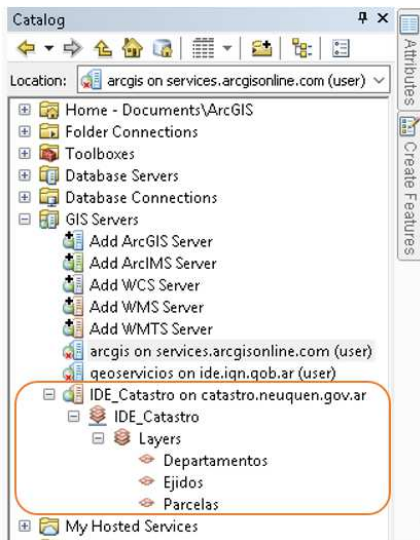 Catalog
Location: arcgis on services.arcgisonline.com (user)
Home - Documents\ArcGIS
Folder Connections
Toolboxes
Database Servers
Database Connections
GIS Servers
Add ArcGIS Server
Add ArcIMS Server
Add WCS Server
Add WMS Server
Add WMTS Server
arcgis on services.arcgisonline.com (user)
geoservicios on ide.ign.gob.ar (user)
IDE_Catastro on catastro.neuquen.gov.ar
IDE_Catastro
Layers
Departamentos
Ejidos
Parcelas
My Hosted Services
Attributes
Create Features